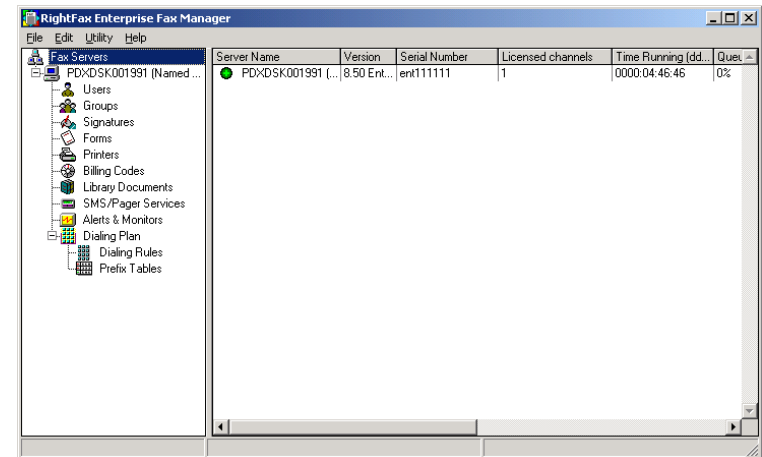 RightFax Enterprise Fax Manager
File Edit Utility Help
Fax Servers
PDXDSK001991 (Named ...
Users
Groups
Signatures
Forms
Printers
Billing Codes
Library Documents
SMS/Pager Services
Alerts & Monitors
Dialing Plan
Dialing Rules
Prefix Tables
Server Name Version Serial Number Licensed channels Time Running (dd... Queu
PDXDSK001991 (... 8.50 Ent... ent111111 1 0000:04:46:46 0%